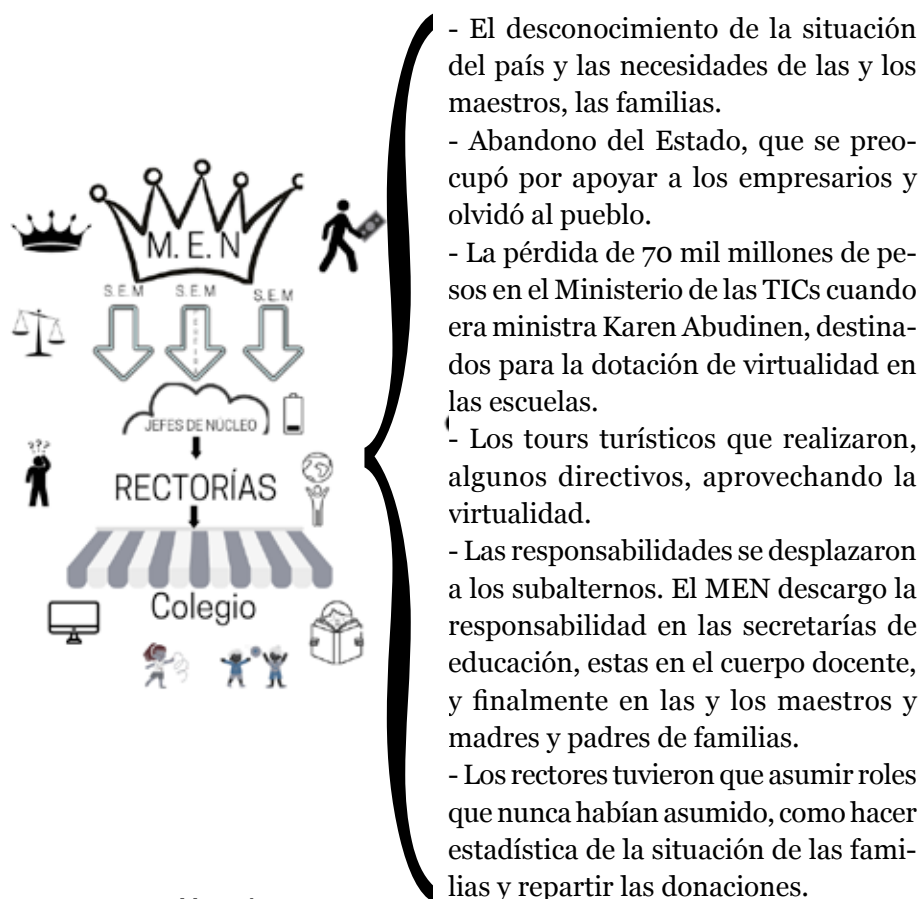 M. E. N
S.E.M S.E.M S.E.M
JEFES DE NÚCLEO
???
RECTORÍAS
Colegio
- El desconocimiento de la situación
del país y las necesidades de las y los
maestros, las familias.
- Abandono del Estado, que se preo-
cupó por apoyar a los empresarios y
olvidó al pueblo.
- La pérdida de 70 mil millones de pe-
sos en el Ministerio de las TICs cuando
era ministra Karen Abudinen, destina-
dos para la dotación de virtualidad en
las escuelas.
- Los tours turísticos que realizaron,
algunos directivos, aprovechando la
virtualidad.
- Las responsabilidades se desplazaron
a los subalternos. El MEN descargo la
responsabilidad en las secretarías de
educación, estas en el cuerpo docente,
y finalmente en las y los maestros y
madres y padres de familias.
- Los rectores tuvieron que asumir roles
que nunca habían asumido, como hacer
estadística de la situación de las fami-
lias y repartir las donaciones.